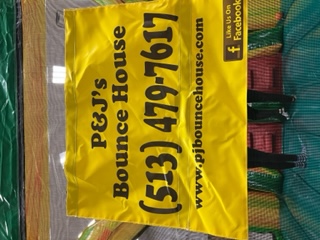 P&J's
Bounce House
(513) 479-7617
www.pjbouncehouse.com
Like Us On
f Facebook